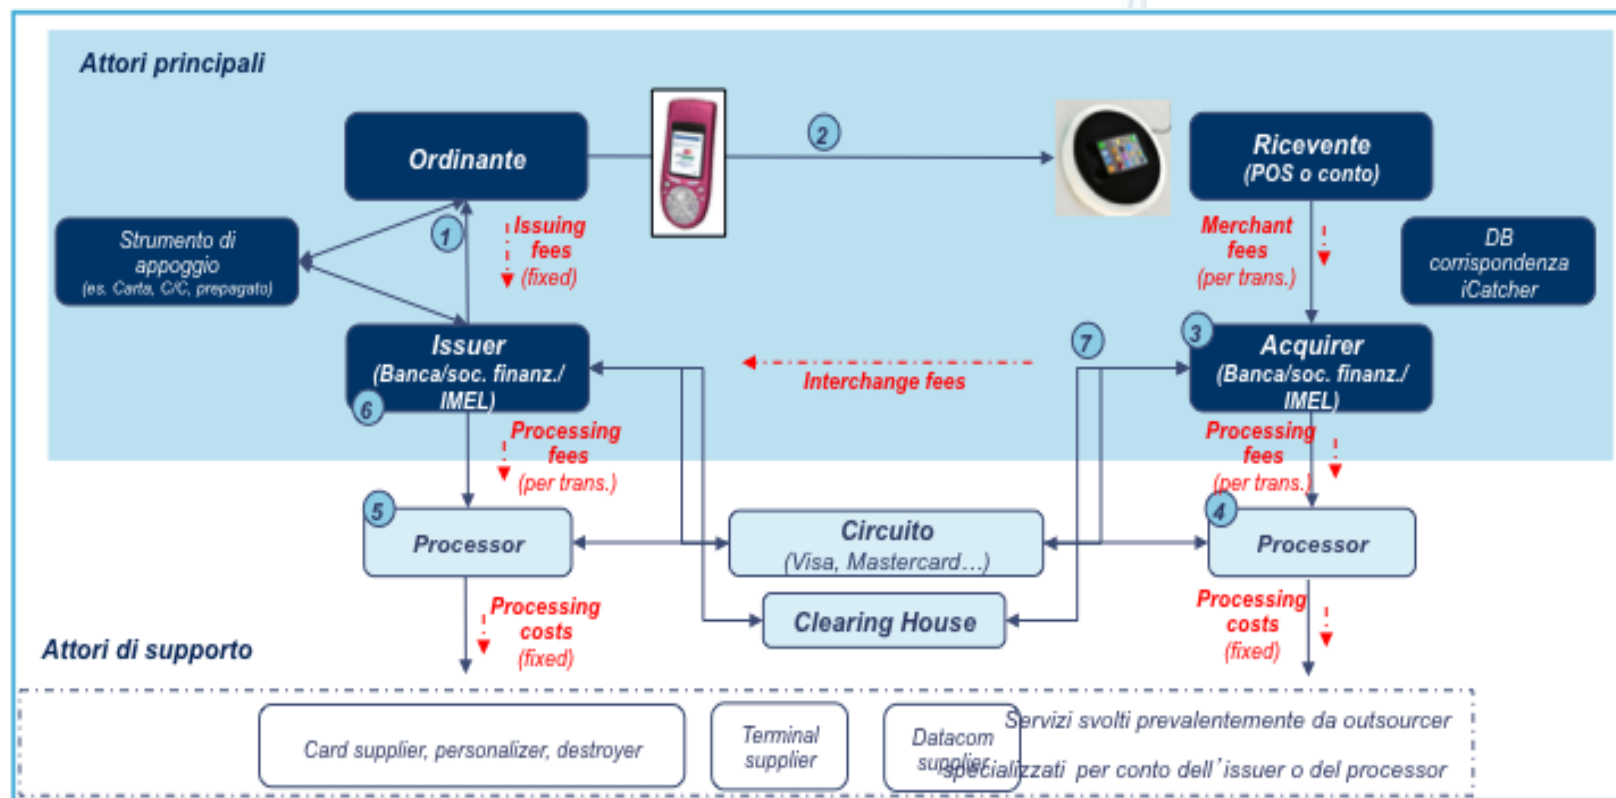 Attori principali
Ordinante
2
Ricevente
(POS o conto)
1
Issuing
fees
(fixed)
Merchant
fees
(per trans.)
Strumento di
appoggio
(es. Carta, C/C, prepagato)
DB
corrispondenza
iCatcher
Issuer
(Banca/soc. finanz./
IMEL)
6
Interchange fees
7
3
Acquirer
(Banca/soc. finanz./
IMEL)
Processing
fees
(per trans.)
Processing
fees
(per trans.)
5
Processor
Circuito
(Visa, Mastercard…)
4
Processor
Clearing House
Processing
costs
(fixed)
Processing
costs
(fixed)
Attori di supporto
Card supplier, personalizer, destroyer
Terminal
supplier
Datacom
supplier
Servizi svolti prevalentemente da outsourcer
specializzati per conto dell'issuer o del processor